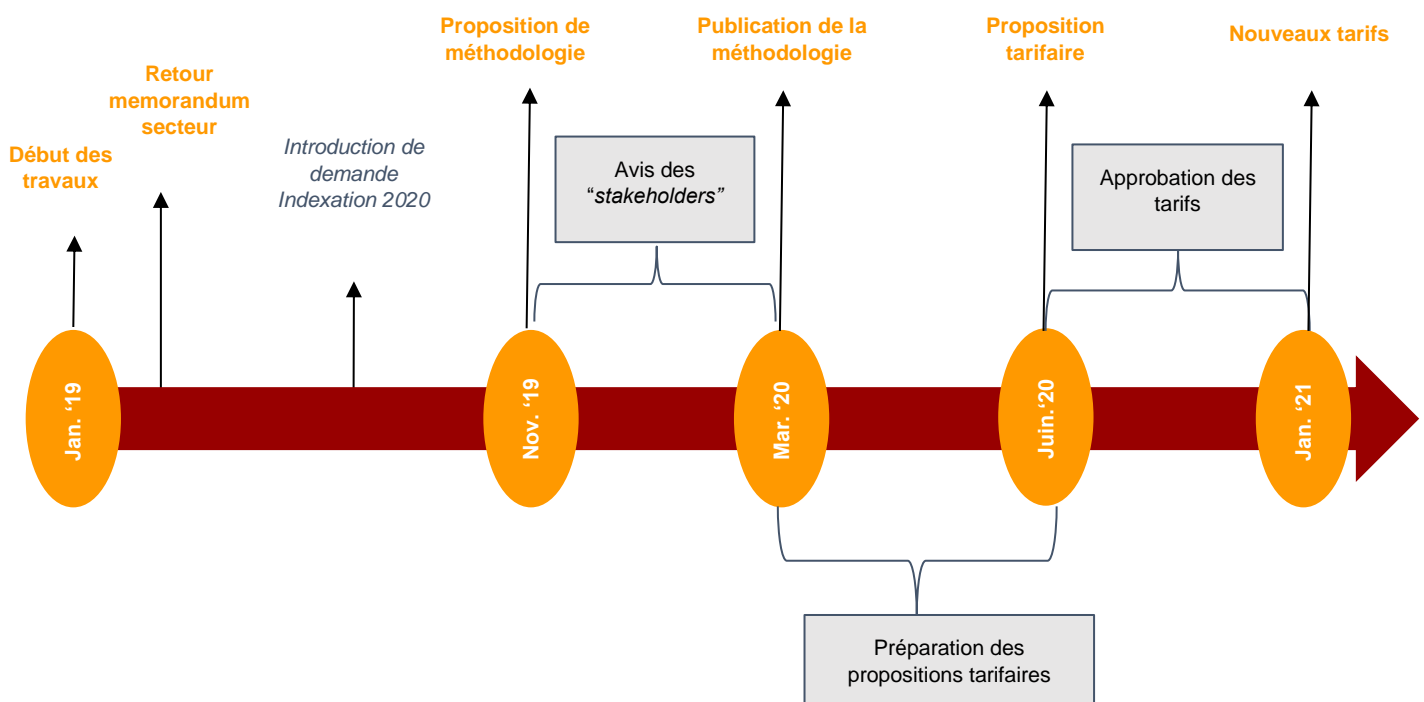 Début des
travaux
Retour
memorandum
secteur
Introduction de
demande
Indexation 2020
Proposition de
méthodologie
Avis des
“stakeholders”
Publication de la
méthodologie
Proposition
tarifaire
Approbation des
tarifs
Nouveaux tarifs
Jan. ‘19
Nov. ‘19
Mar. ‘20
Juin.‘20
Jan. ‘21
Préparation des
propositions tarifaires